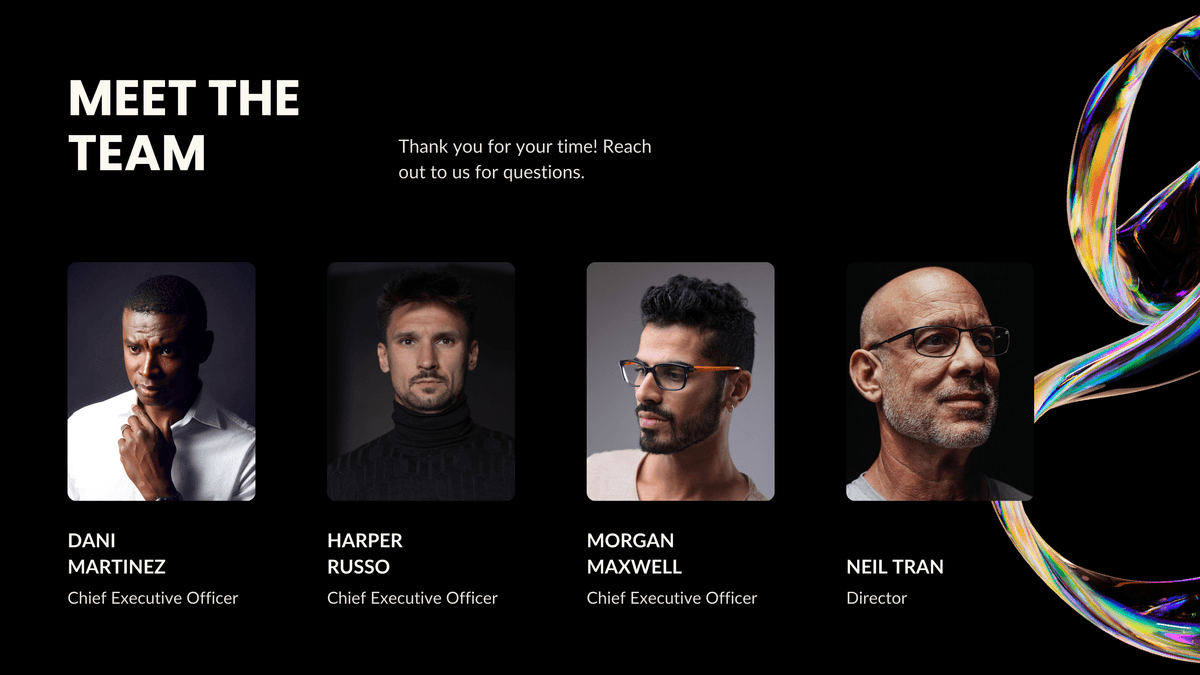 MEET THE
TEAM
Thank you for your time! Reach
out to us for questions.
DANI
MARTINEZ
Chief Executive Officer
HARPER
RUSSO
Chief Executive Officer
MORGAN
MAXWELL
Chief Executive Officer
NEIL TRAN
Director